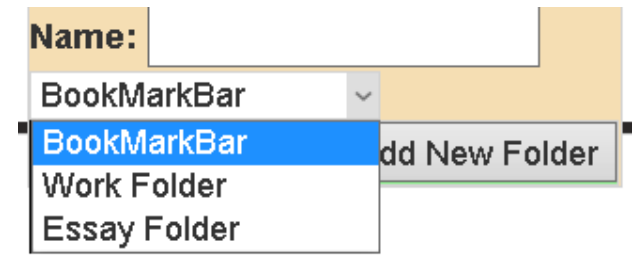 Name:
BookMarkBar
BookMarkBar
dd New Folder
Work Folder
Essay Folder